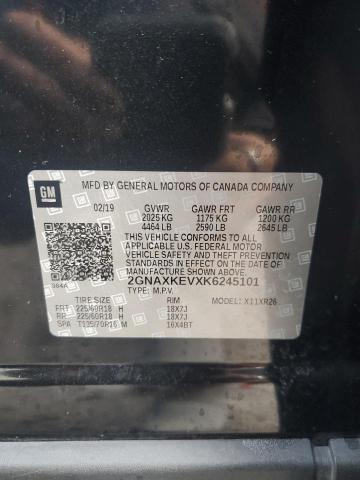 GM
MFD BY GENERAL MOTORS OF CANADA COMPANY
02/19 GVWR GAWR FRT GAWR RR
2025 KG 1175 KG 1200 KG
4464 LB 2590 LB 2645 LB
THIS VEHICLE CONFORMS TO ALL
APPLICABLE U.S. FEDERAL MOTOR
VEHICLE SAFETY, BUMPER, AND THEFT
PREVENTION STANDARDS IN EFFECT ON
THE DATE OF MANUFACTURE SHOWN ABOVE.
984A 2GNAXKEVXK6245101
TYPE: M.P.V. MODEL: X11XR26
TIRE SIZE RIM
FRT 225/60R18 H 18X7J
RR 225/60R18 H 18X7J
SPA T135/70R16 M 16X4BT